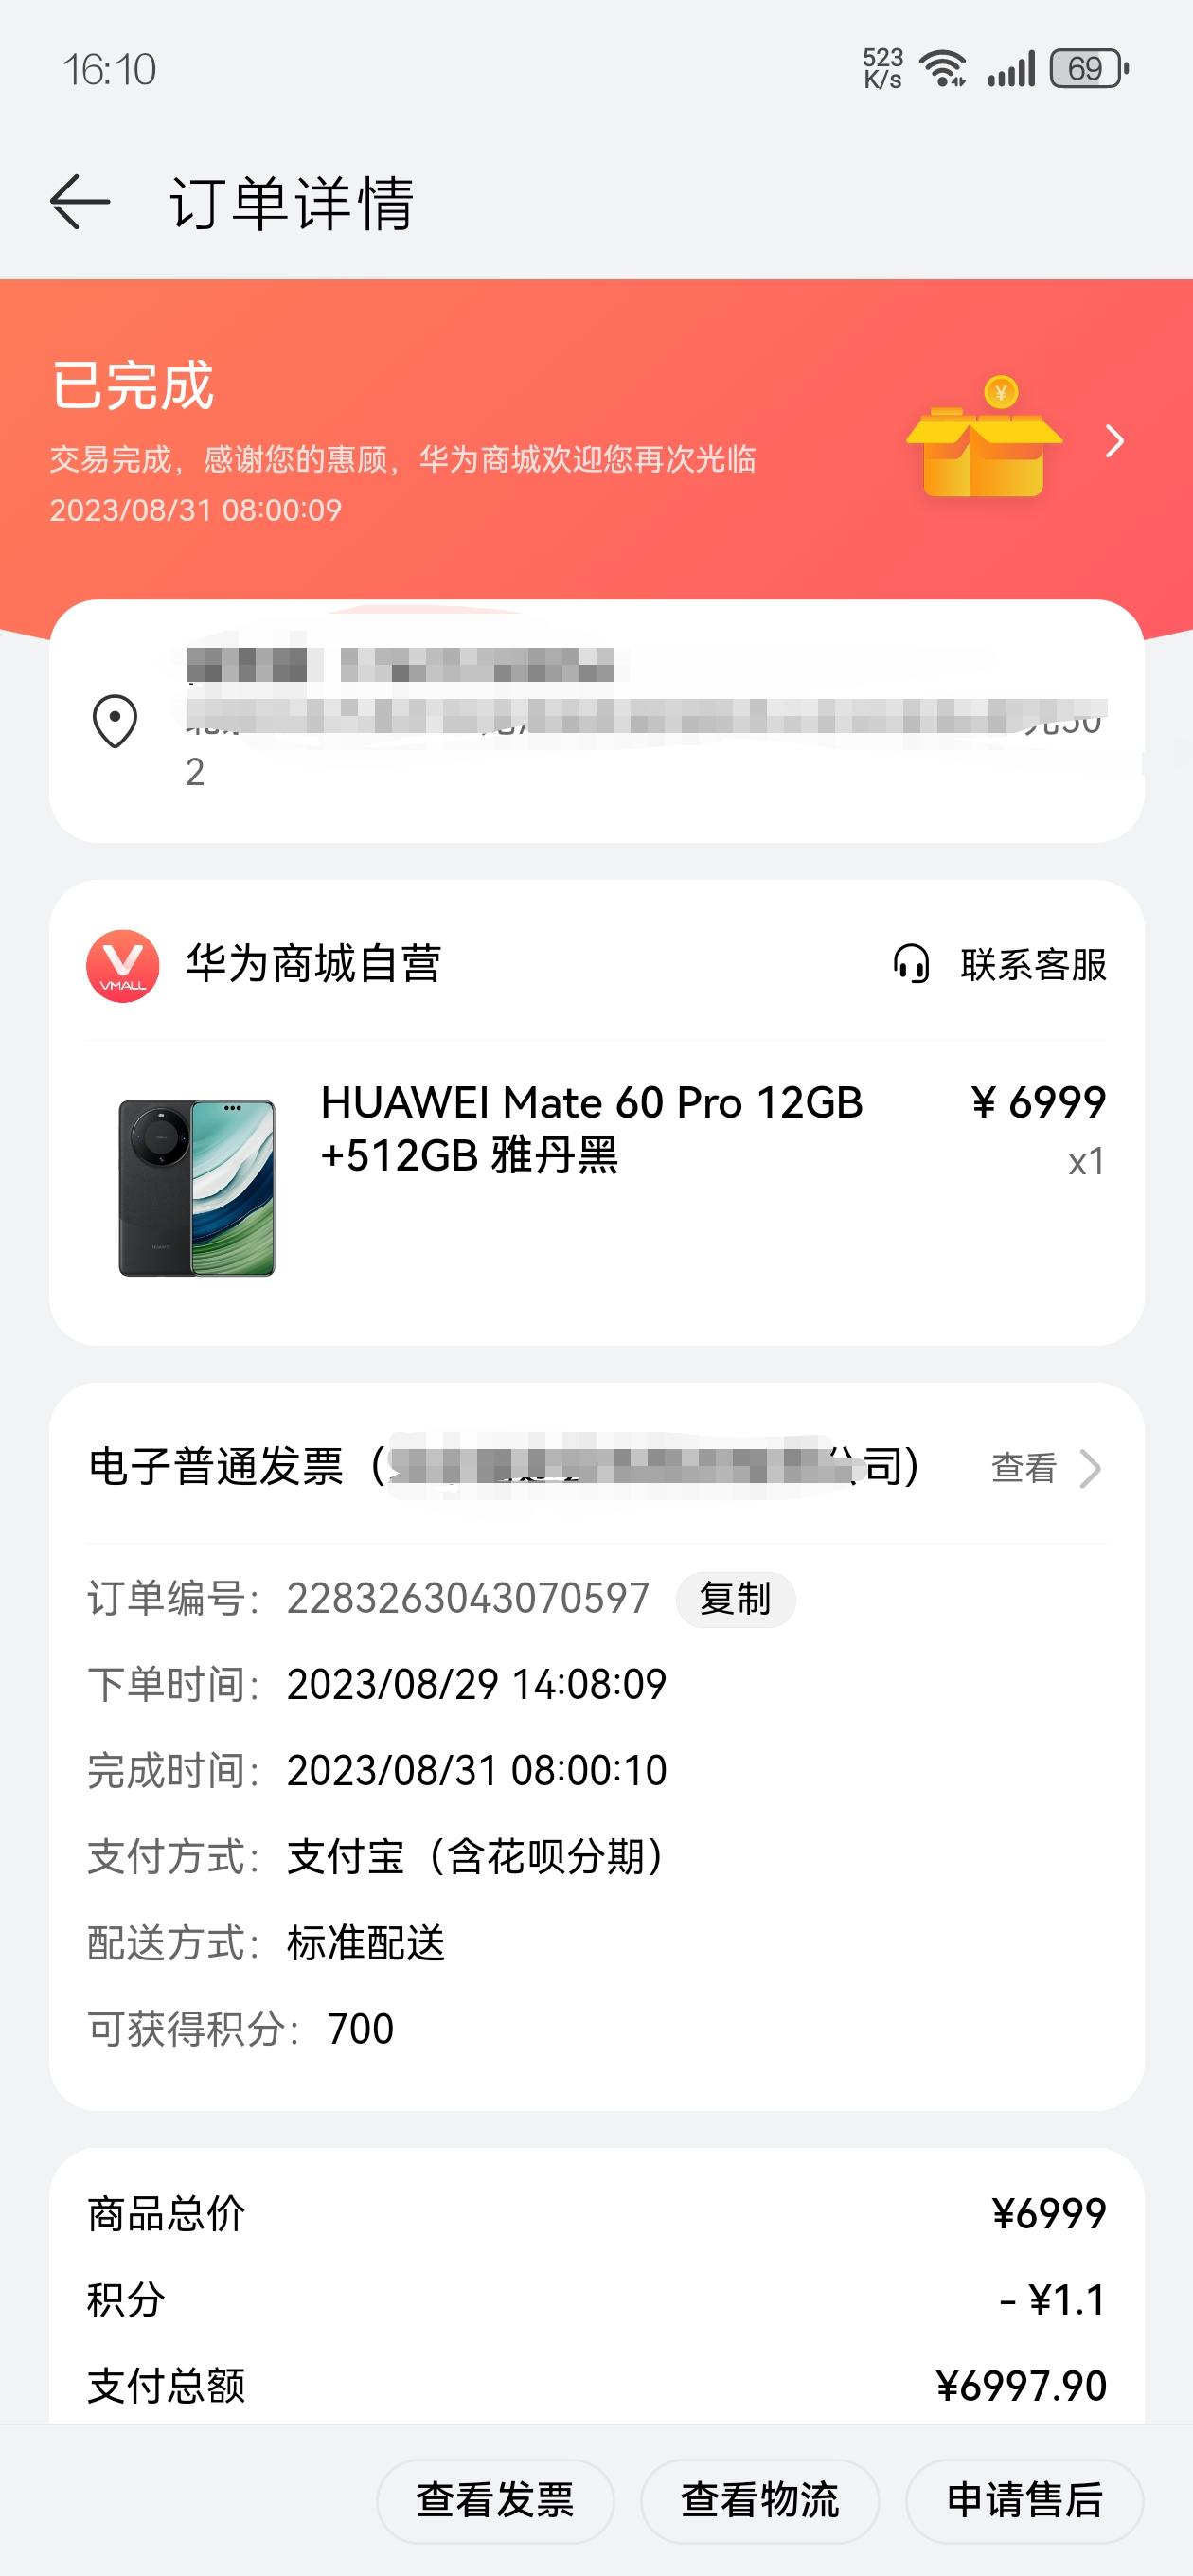 16:10
523
K/s
69
订单详情
已完成
交易完成，感谢您的惠顾，华为商城欢迎您再次光临
2023/08/31 08:00:09
元50
2
VMALL
华为商城自营
联系客服
HUAWEI Mate 60 Pro 12GB
+512GB 雅丹黑
¥ 6999
x1
电子普通发票（
公司)
查看
订单编号：
2283263043070597
复制
下单时间：
2023/08/29 14:08:09
完成时间：
2023/08/31 08:00:10
支付方式：
支付宝（含花呗分期）
配送方式：
标准配送
可获得积分：
700
商品总价
¥6999
积分
- ¥1.1
支付总额
¥6997.90
查看发票
查看物流
申请售后